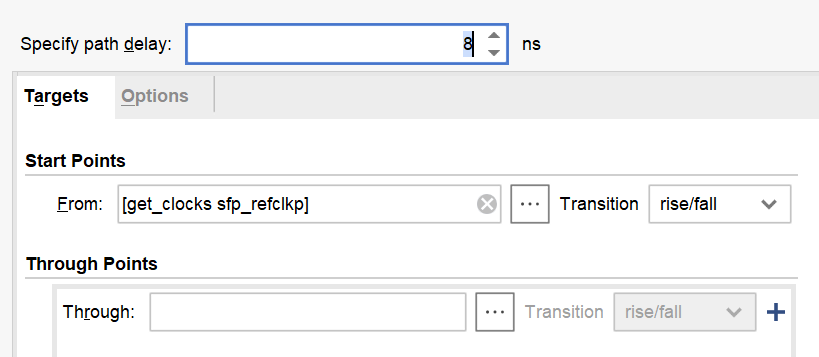 Specify path delay: 8 ns
Targets Options
Start Points
From: [get_clocks sfp_refclkp] ... Transition rise/fall
Through Points
Through: ... Transition rise/fall +